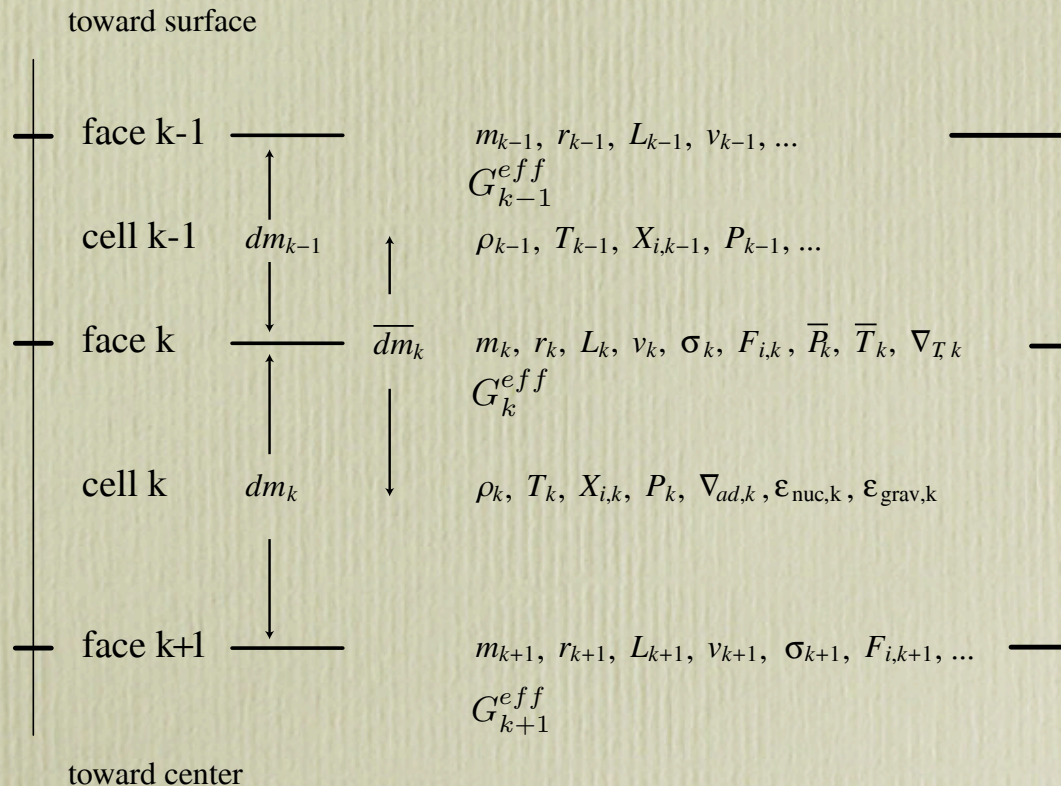 toward surface
face k-1 m_{k−1}, r_{k−1}, L_{k−1}, v_{k−1}, ...
G^{eff}_{k−1}
cell k-1 dm_{k−1} ρ_{k−1}, T_{k−1}, X_{i,k−1}, P_{k−1}, ...
face k \overline{dm}_k m_k, r_k, L_k, v_k, σ_k, F_{i,k}, \overline{P}_k, \overline{T}_k, ∇_{T,k}
G^{eff}_k
cell k dm_k ρ_k, T_k, X_{i,k}, P_k, ∇_{ad,k}, ε_{nuc,k}, ε_{grav,k}
face k+1 m_{k+1}, r_{k+1}, L_{k+1}, v_{k+1}, σ_{k+1}, F_{i,k+1}, ...
G^{eff}_{k+1}
toward center